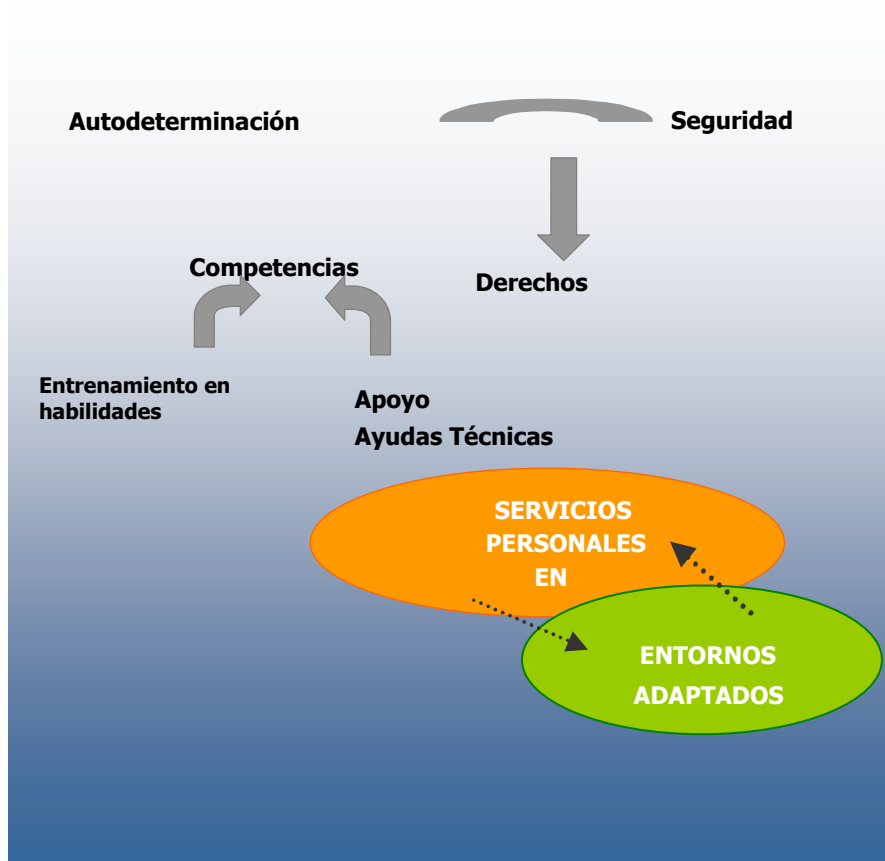 Autodeterminación
Seguridad
Competencias
Derechos
Entrenamiento en
habilidades
Apoyo
Ayudas Técnicas
SERVICIOS
PERSONALES
EN
ENTORNOS
ADAPTADOS